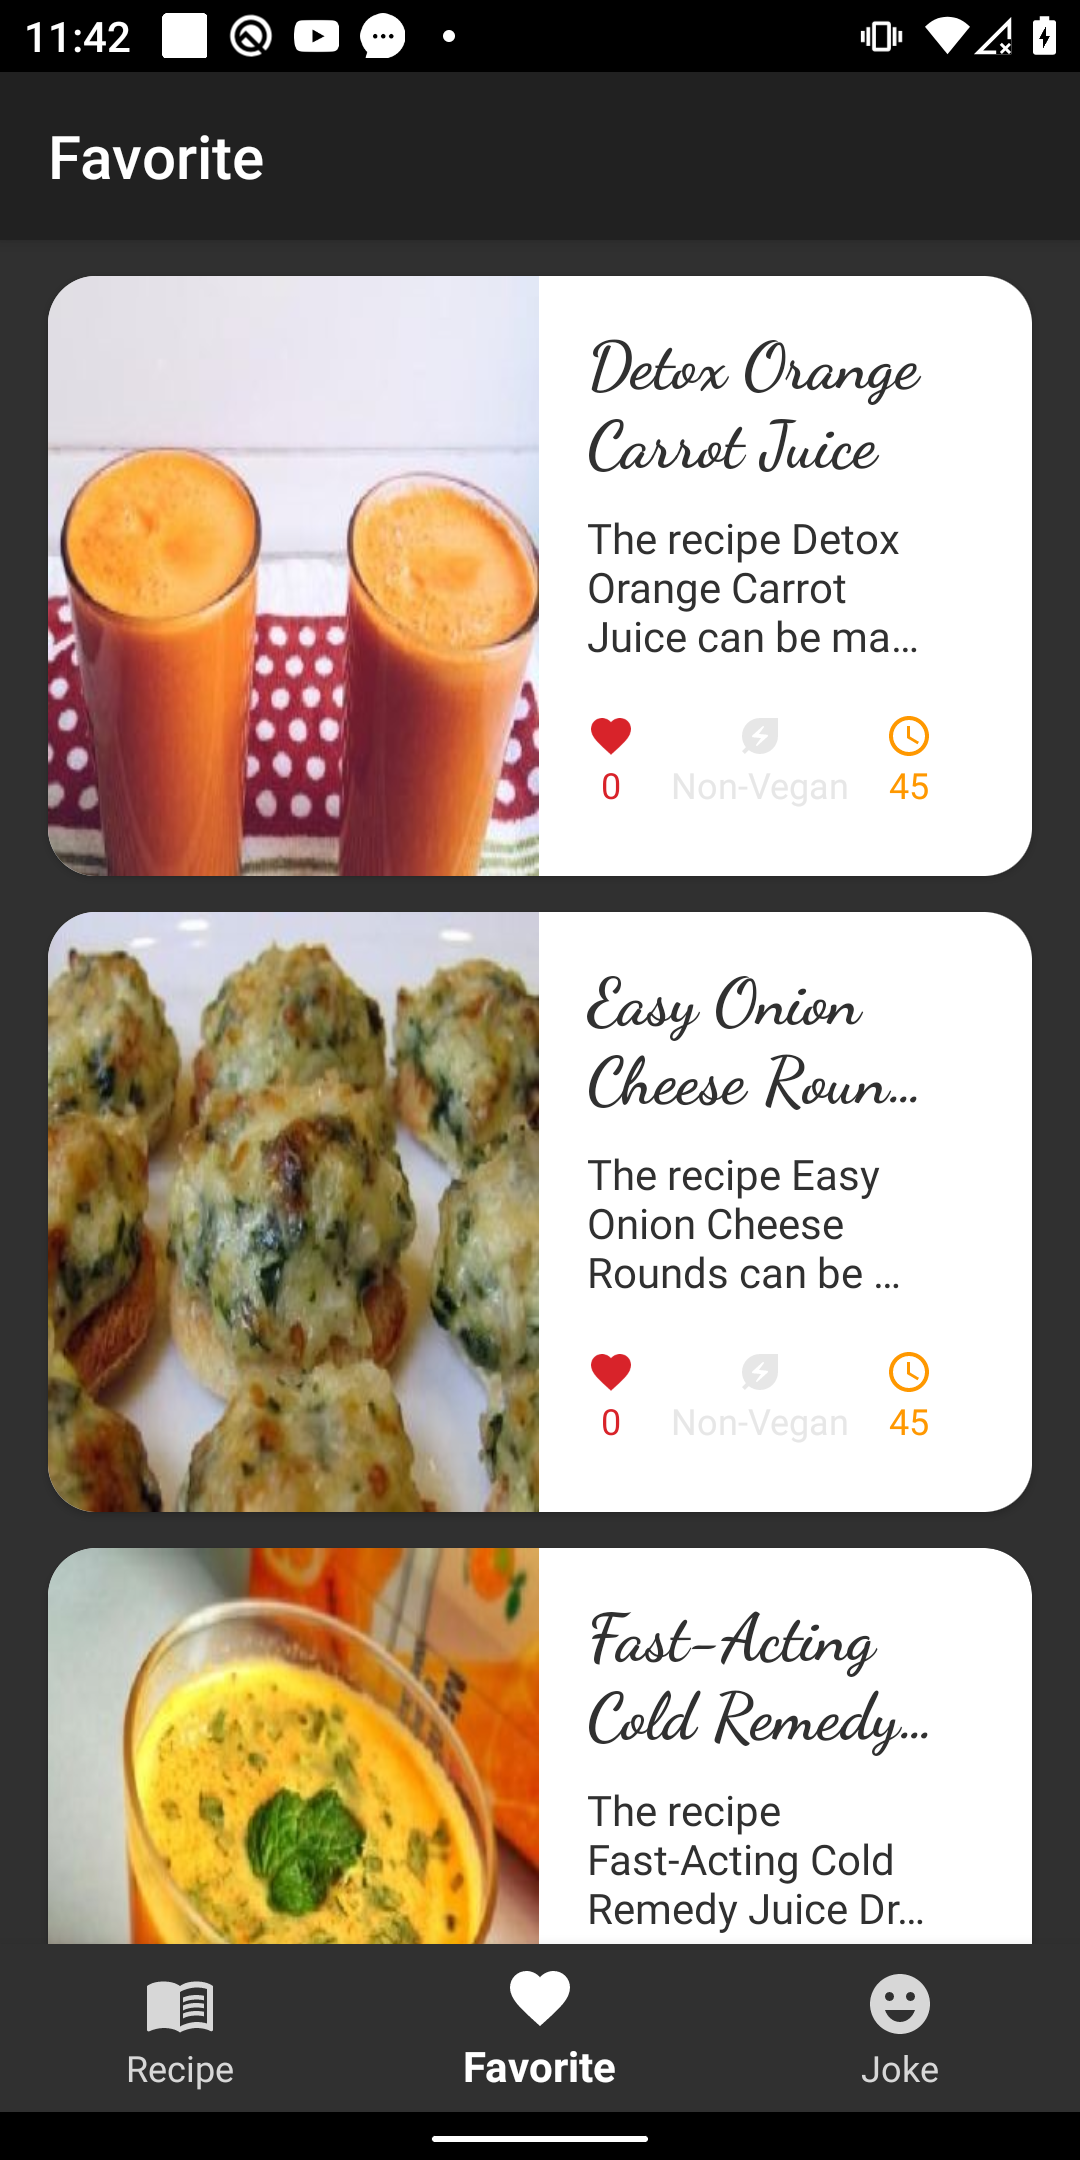 11:42
Favorite
Detox Orange
Carrot Juice
The recipe Detox
Orange Carrot
Juice can be ma...
0
Non-Vegan
45
Easy Onion
Cheese Roun...
The recipe Easy
Onion Cheese
Rounds can be ...
0
Non-Vegan
45
Fast-Acting
Cold Remedy...
The recipe
Fast-Acting Cold
Remedy Juice Dr...
Recipe
Favorite
Joke